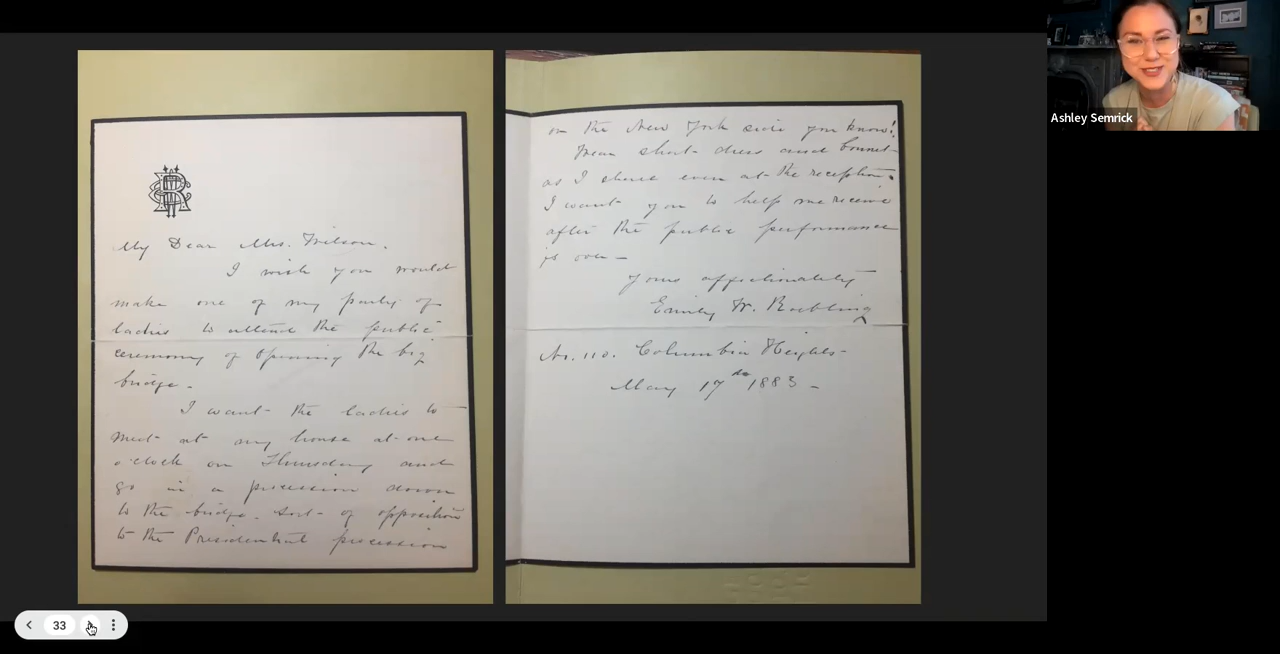 My Dear Mrs. Wilson.
I wish you would
make one of my party of
ladies to attend the public
ceremony of opening the big
bridge -
I want the ladies to
meet at my house at one
o'clock on Thursday and
go in a procession down
to the bridge - sort of opposition
to the Presidential procession
on the New York side you know!
Wear short dress and bonnet
as I shall even at the reception.
I want you to help me receive
after the public performance
is over -
Yours affectionately
Emily W. Roebling
No. 110. Columbia Heights -
May 17th 1883 -
Ashley Semrick
33